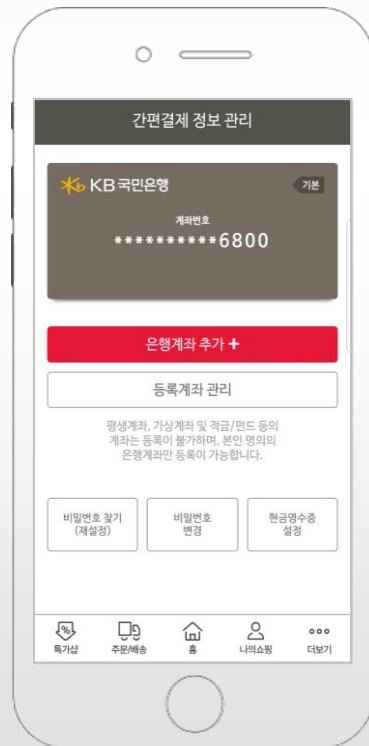 간편결제 정보 관리
KB 국민은행
기본
계좌번호
**********6800
은행계좌 추가 +
등록계좌 관리
평생계좌, 가상계좌 및 적금/펀드 등의
계좌는 등록이 불가하며, 본인 명의의
은행계좌만 등록이 가능합니다.
비밀번호 찾기
(재설정)
비밀번호
변경
현금영수증
설정
%
특가샵
주문/배송
홈
나의쇼핑
더보기